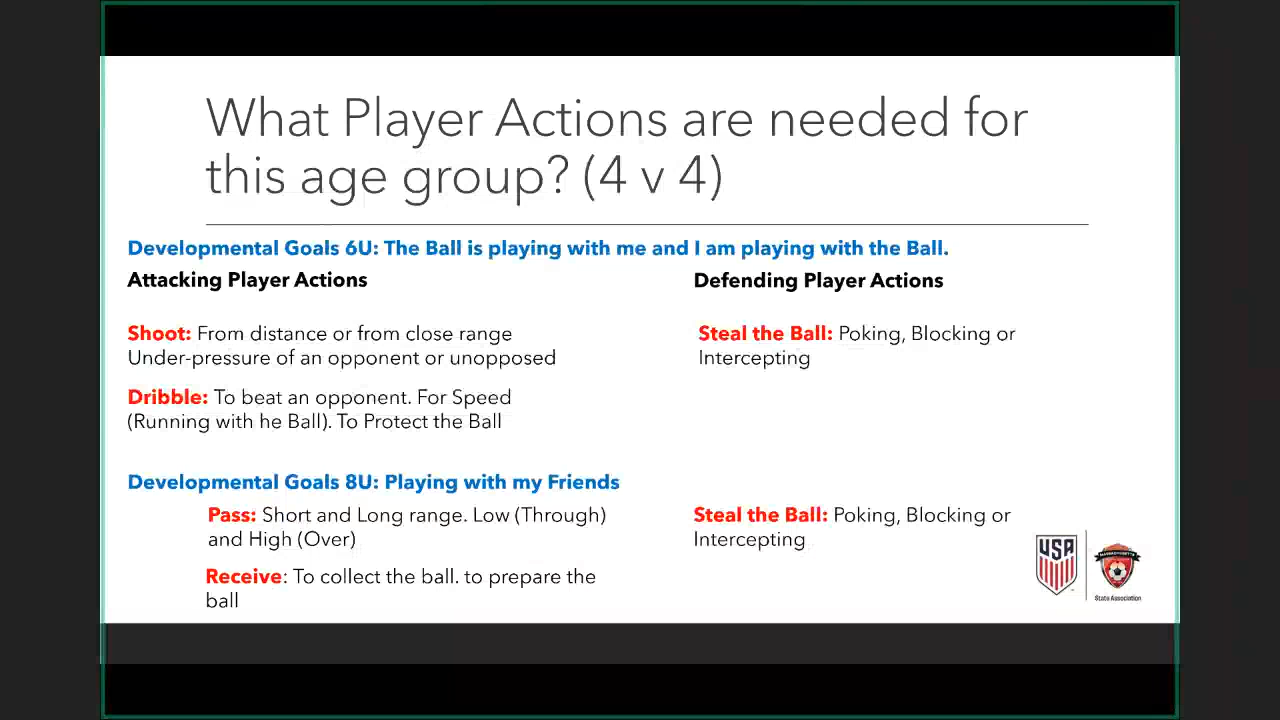 What Player Actions are needed for
this age group? (4 v 4)
Developmental Goals 6U: The Ball is playing with me and I am playing with the Ball.
Attacking Player Actions
Defending Player Actions
Shoot: From distance or from close range
Under-pressure of an opponent or unopposed
Steal the Ball: Poking, Blocking or
Intercepting
Dribble: To beat an opponent. For Speed
(Running with he Ball). To Protect the Ball
Developmental Goals 8U: Playing with my Friends
Pass: Short and Long range. Low (Through)
and High (Over)
Steal the Ball: Poking, Blocking or
Intercepting
Receive: To collect the ball. to prepare the
ball
USA
MASSACHUSETTS
State Association